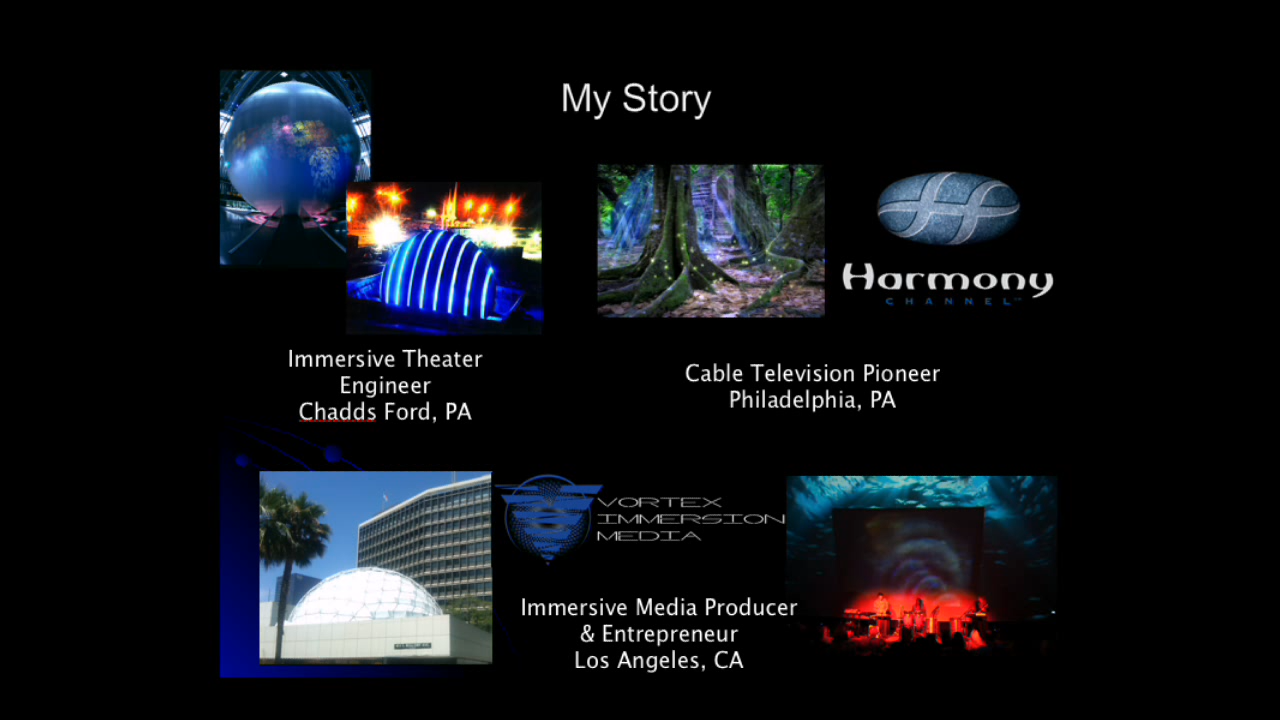 My Story
Harmony
CHANNEL
Immersive Theater
Engineer
Chadds Ford, PA
Cable Television Pioneer
Philadelphia, PA
VORTEX
IMMERSION
MEDIA
Immersive Media Producer
& Entrepreneur
Los Angeles, CA